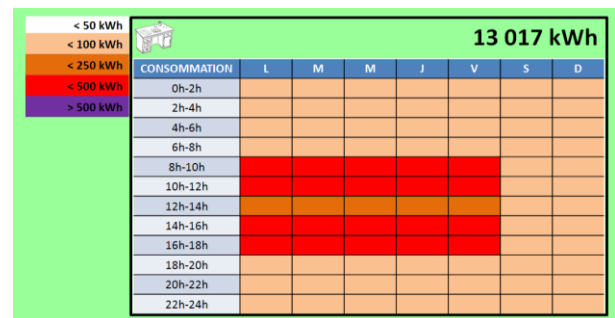 < 50 kWh
< 100 kWh
< 250 kWh
< 500 kWh
> 500 kWh
13 017 kWh
CONSOMMATION L M M J V S D
0h-2h
2h-4h
4h-6h
6h-8h
8h-10h
10h-12h
12h-14h
14h-16h
16h-18h
18h-20h
20h-22h
22h-24h